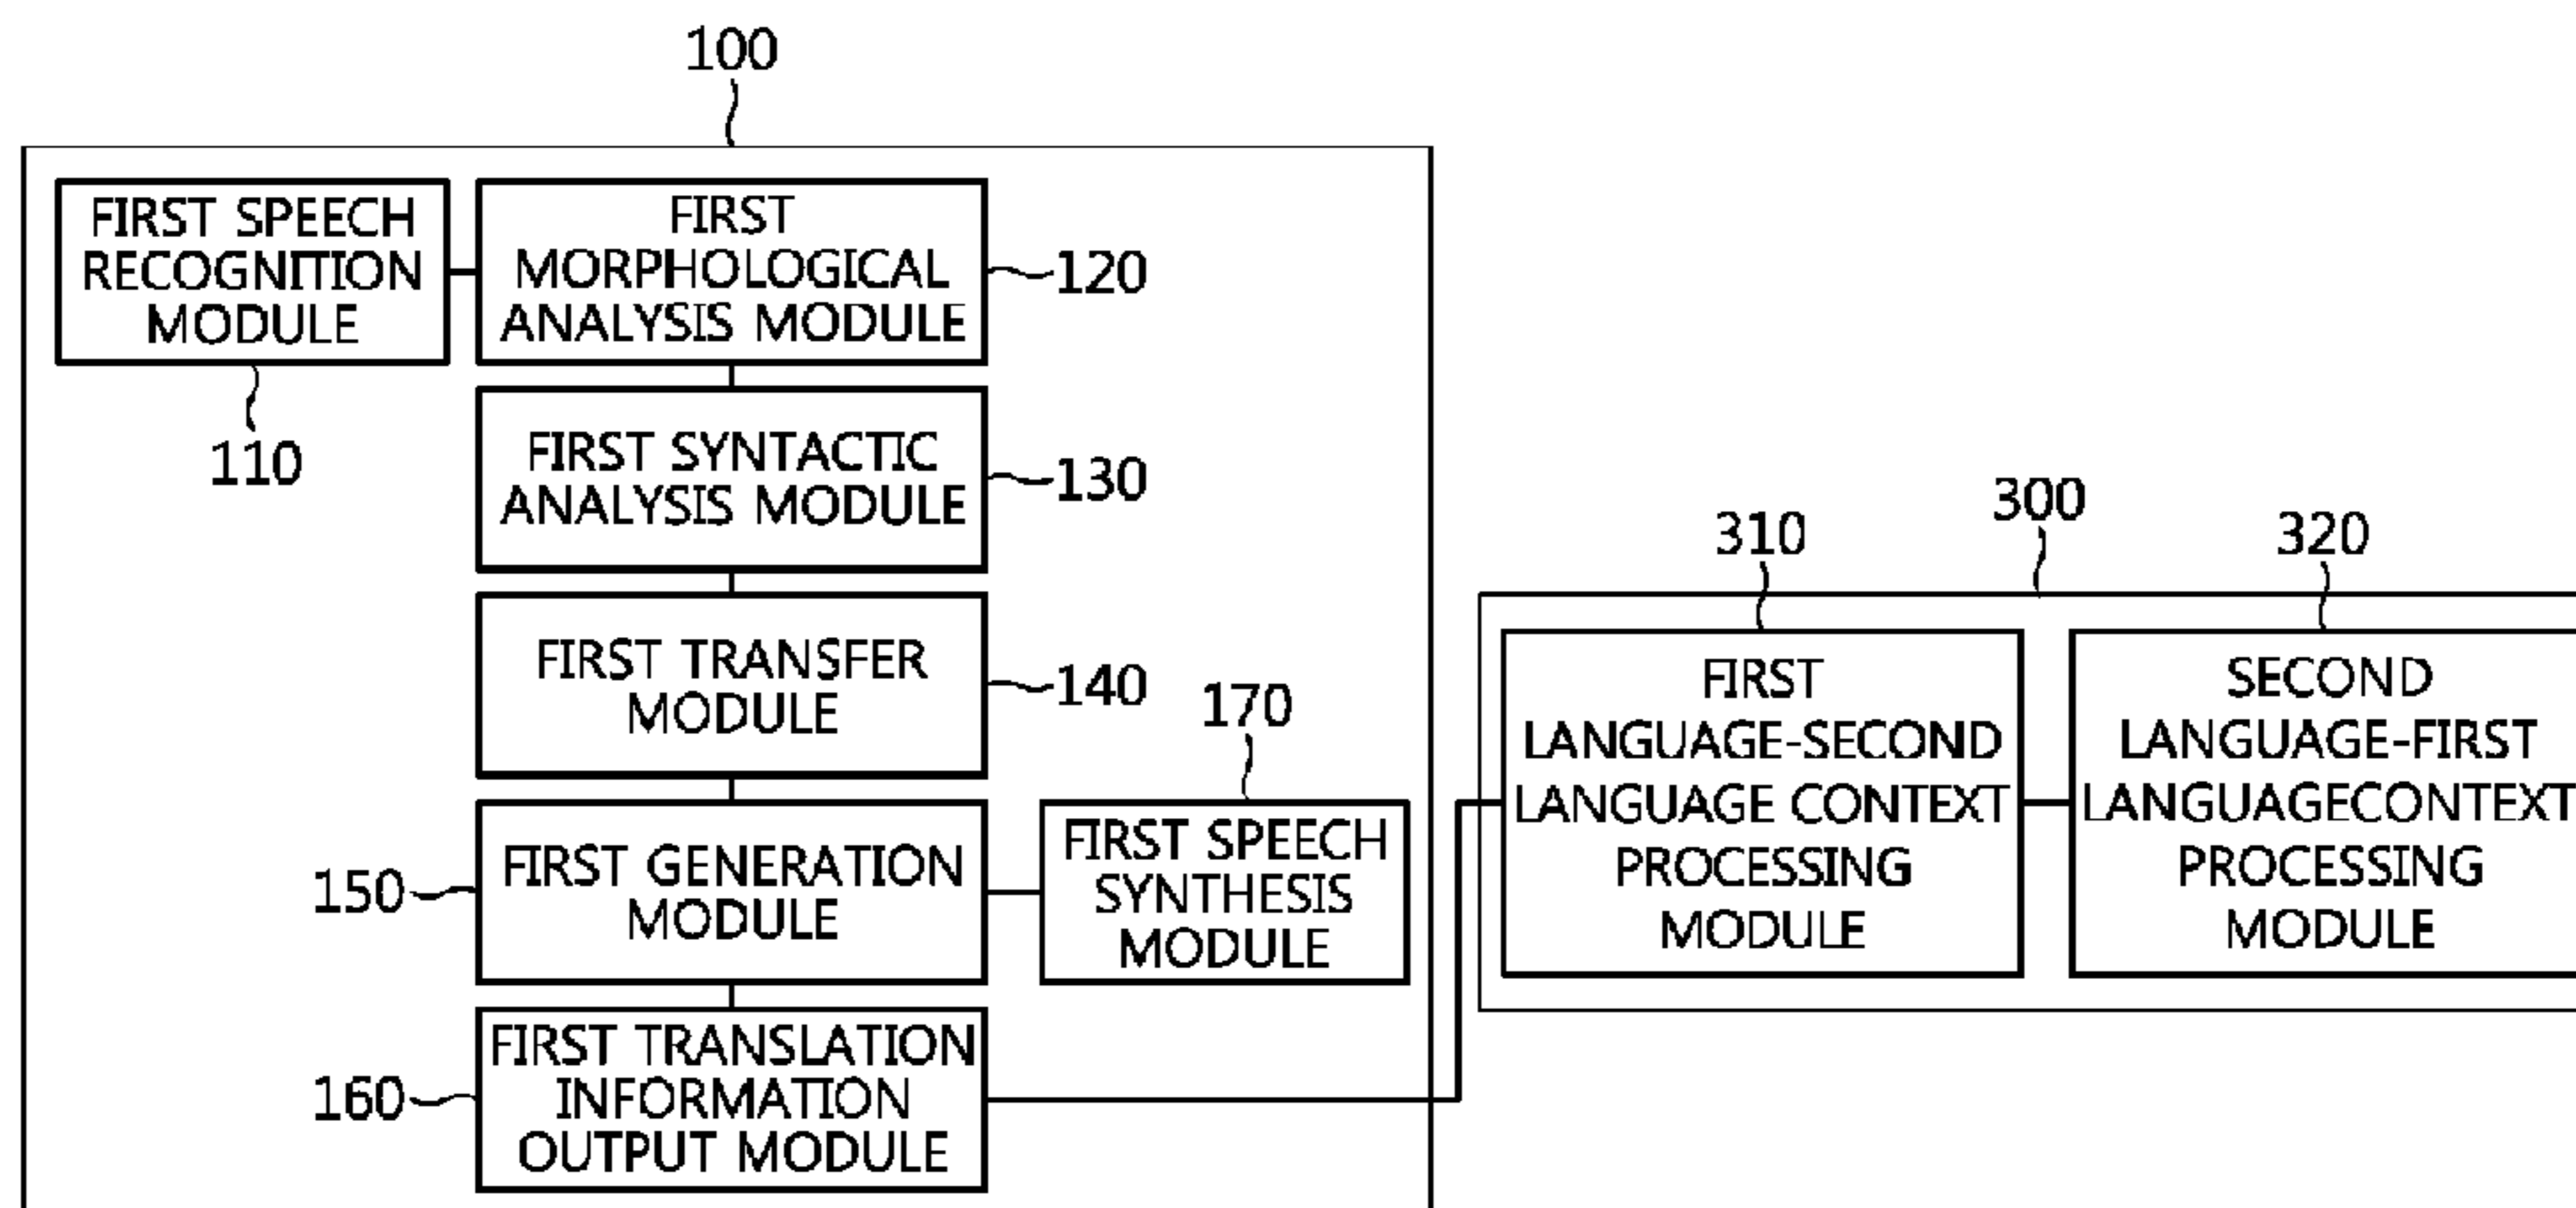 100
FIRST SPEECH
RECOGNITION
MODULE
110
FIRST
MORPHOLOGICAL
ANALYSIS MODULE
120
FIRST SYNTACTIC
ANALYSIS MODULE
130
FIRST TRANSFER
MODULE
140
150
FIRST GENERATION
MODULE
170
FIRST SPEECH
SYNTHESIS
MODULE
160
FIRST TRANSLATION
INFORMATION
OUTPUT MODULE
300
310
FIRST
LANGUAGE-SECOND
LANGUAGE CONTEXT
PROCESSING
MODULE
320
SECOND
LANGUAGE-FIRST
LANGUAGECONTEXT
PROCESSING
MODULE